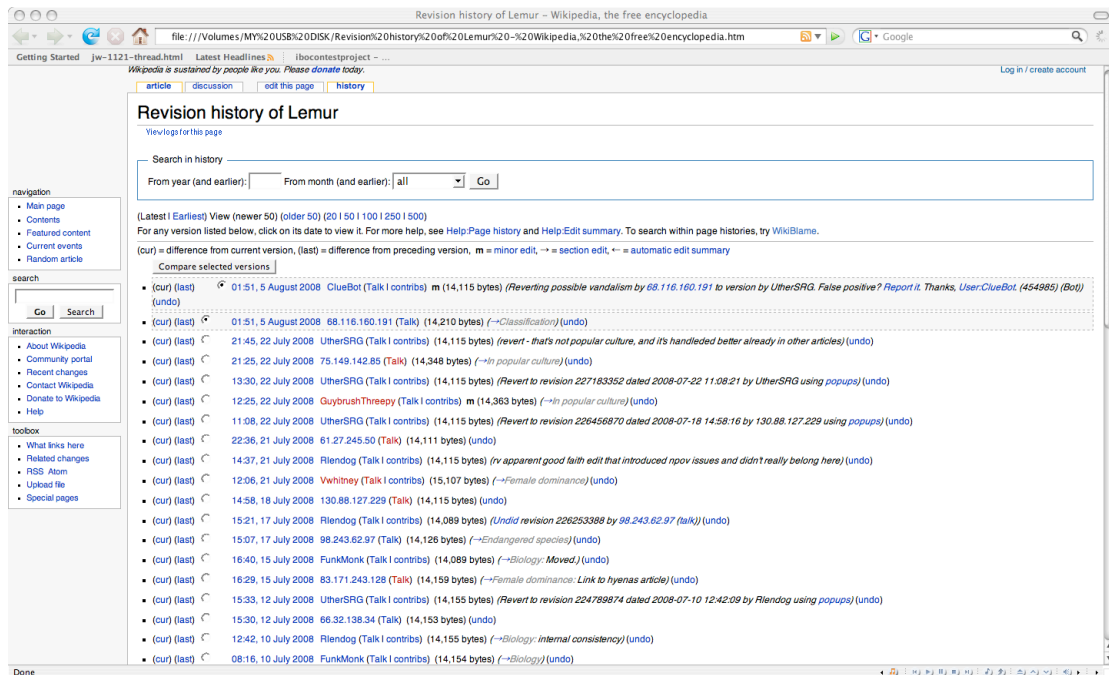 Revision history of Lemur – Wikipedia, the free encyclopedia
file:///Volumes/MY%20USB%20DISK/Revision%20history%20of%20Lemur%20-%20Wikipedia,%20the%20free%20encyclopedia.htm
G Google
Getting Started jw-1121-thread.html Latest Headlines ibocontestproject - ...
Wikipedia is sustained by people like you. Please donate today.
Log in / create account
article discussion edit this page history
Revision history of Lemur
View logs for this page
Search in history
From year (and earlier): From month (and earlier): all Go
(Latest | Earliest) View (newer 50) (older 50) (20 | 50 | 100 | 250 | 500)
For any version listed below, click on its date to view it. For more help, see Help:Page history and Help:Edit summary. To search within page histories, try WikiBlame.
(cur) = difference from current version, (last) = difference from preceding version, m = minor edit, → = section edit, ← = automatic edit summary
Compare selected versions
(cur) (last) 01:51, 5 August 2008 ClueBot (Talk | contribs) m (14,115 bytes) (Reverting possible vandalism by 68.116.160.191 to version by UtherSRG. False positive? Report it. Thanks, User:ClueBot. (454985) (Bot))
(undo)
(cur) (last) 01:51, 5 August 2008 68.116.160.191 (Talk) (14,210 bytes) (→Classification) (undo)
(cur) (last) 21:45, 22 July 2008 UtherSRG (Talk | contribs) (14,115 bytes) (revert - that's not popular culture, and it's handleded better already in other articles) (undo)
(cur) (last) 21:25, 22 July 2008 75.149.142.85 (Talk) (14,348 bytes) (→In popular culture) (undo)
(cur) (last) 13:30, 22 July 2008 UtherSRG (Talk | contribs) (14,115 bytes) (Revert to revision 227183352 dated 2008-07-22 11:08:21 by UtherSRG using popups) (undo)
(cur) (last) 12:25, 22 July 2008 GuybrushThreepy (Talk | contribs) m (14,363 bytes) (→In popular culture) (undo)
(cur) (last) 11:08, 22 July 2008 UtherSRG (Talk | contribs) (14,115 bytes) (Revert to revision 226456870 dated 2008-07-18 14:58:16 by 130.88.127.229 using popups) (undo)
(cur) (last) 22:36, 21 July 2008 61.27.245.50 (Talk) (14,111 bytes) (undo)
(cur) (last) 14:37, 21 July 2008 Rlendog (Talk | contribs) (14,115 bytes) (rv apparent good faith edit that introduced npov issues and didn't really belong here) (undo)
(cur) (last) 12:06, 21 July 2008 Vwhitney (Talk | contribs) (15,107 bytes) (→Female dominance) (undo)
(cur) (last) 14:58, 18 July 2008 130.88.127.229 (Talk) (14,115 bytes) (undo)
(cur) (last) 15:21, 17 July 2008 Rlendog (Talk | contribs) (14,089 bytes) (Undid revision 226253388 by 98.243.62.97 (talk)) (undo)
(cur) (last) 15:07, 17 July 2008 98.243.62.97 (Talk) (14,126 bytes) (→Endangered species) (undo)
(cur) (last) 16:40, 15 July 2008 FunkMonk (Talk | contribs) (14,089 bytes) (→Biology: Moved.) (undo)
(cur) (last) 16:29, 15 July 2008 83.171.243.128 (Talk) (14,159 bytes) (→Female dominance: Link to hyenas article) (undo)
(cur) (last) 15:33, 12 July 2008 UtherSRG (Talk | contribs) (14,155 bytes) (Revert to revision 224789874 dated 2008-07-10 12:42:09 by Rlendog using popups) (undo)
(cur) (last) 15:30, 12 July 2008 66.32.138.34 (Talk) (14,153 bytes) (undo)
(cur) (last) 12:42, 10 July 2008 Rlendog (Talk | contribs) (14,155 bytes) (→Biology: internal consistency) (undo)
(cur) (last) 08:16, 10 July 2008 FunkMonk (Talk | contribs) (14,154 bytes) (→Biology) (undo)
navigation
Main page
Contents
Featured content
Current events
Random article
search
Go Search
interaction
About Wikipedia
Community portal
Recent changes
Contact Wikipedia
Donate to Wikipedia
Help
toolbox
What links here
Related changes
RSS Atom
Upload file
Special pages
Done